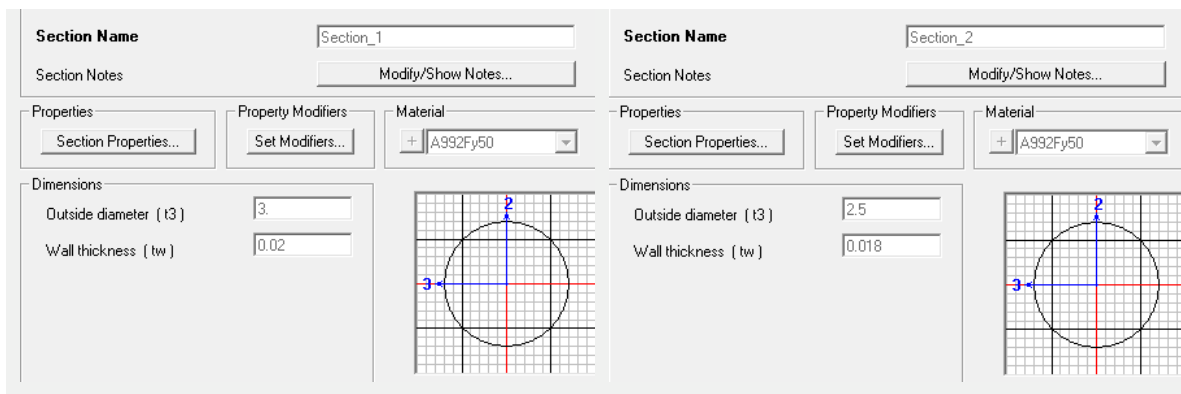 Section Name Section_1
Section Notes Modify/Show Notes...
Properties Property Modifiers Material
Section Properties... Set Modifiers... + A992Fy50
Dimensions
Outside diameter ( t3 ) 3.
Wall thickness ( tw ) 0.02
2
3
Section Name Section_2
Section Notes Modify/Show Notes...
Properties Property Modifiers Material
Section Properties... Set Modifiers... + A992Fy50
Dimensions
Outside diameter ( t3 ) 2.5
Wall thickness ( tw ) 0.018
2
3